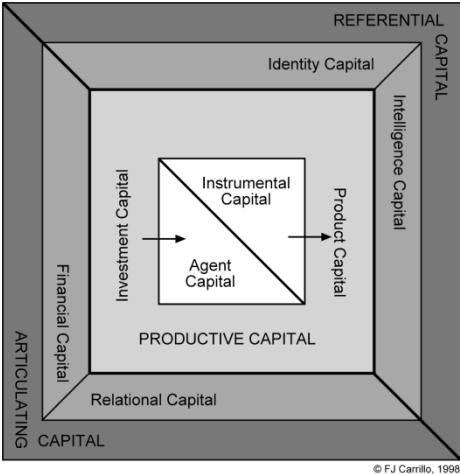 REFERENTIAL
CAPITAL
Identity Capital
Intelligence Capital
Instrumental
Capital
Investment Capital
Product Capital
Agent
Capital
Financial Capital
PRODUCTIVE CAPITAL
Relational Capital
ARTICULATING
CAPITAL
© FJ Carrillo, 1998